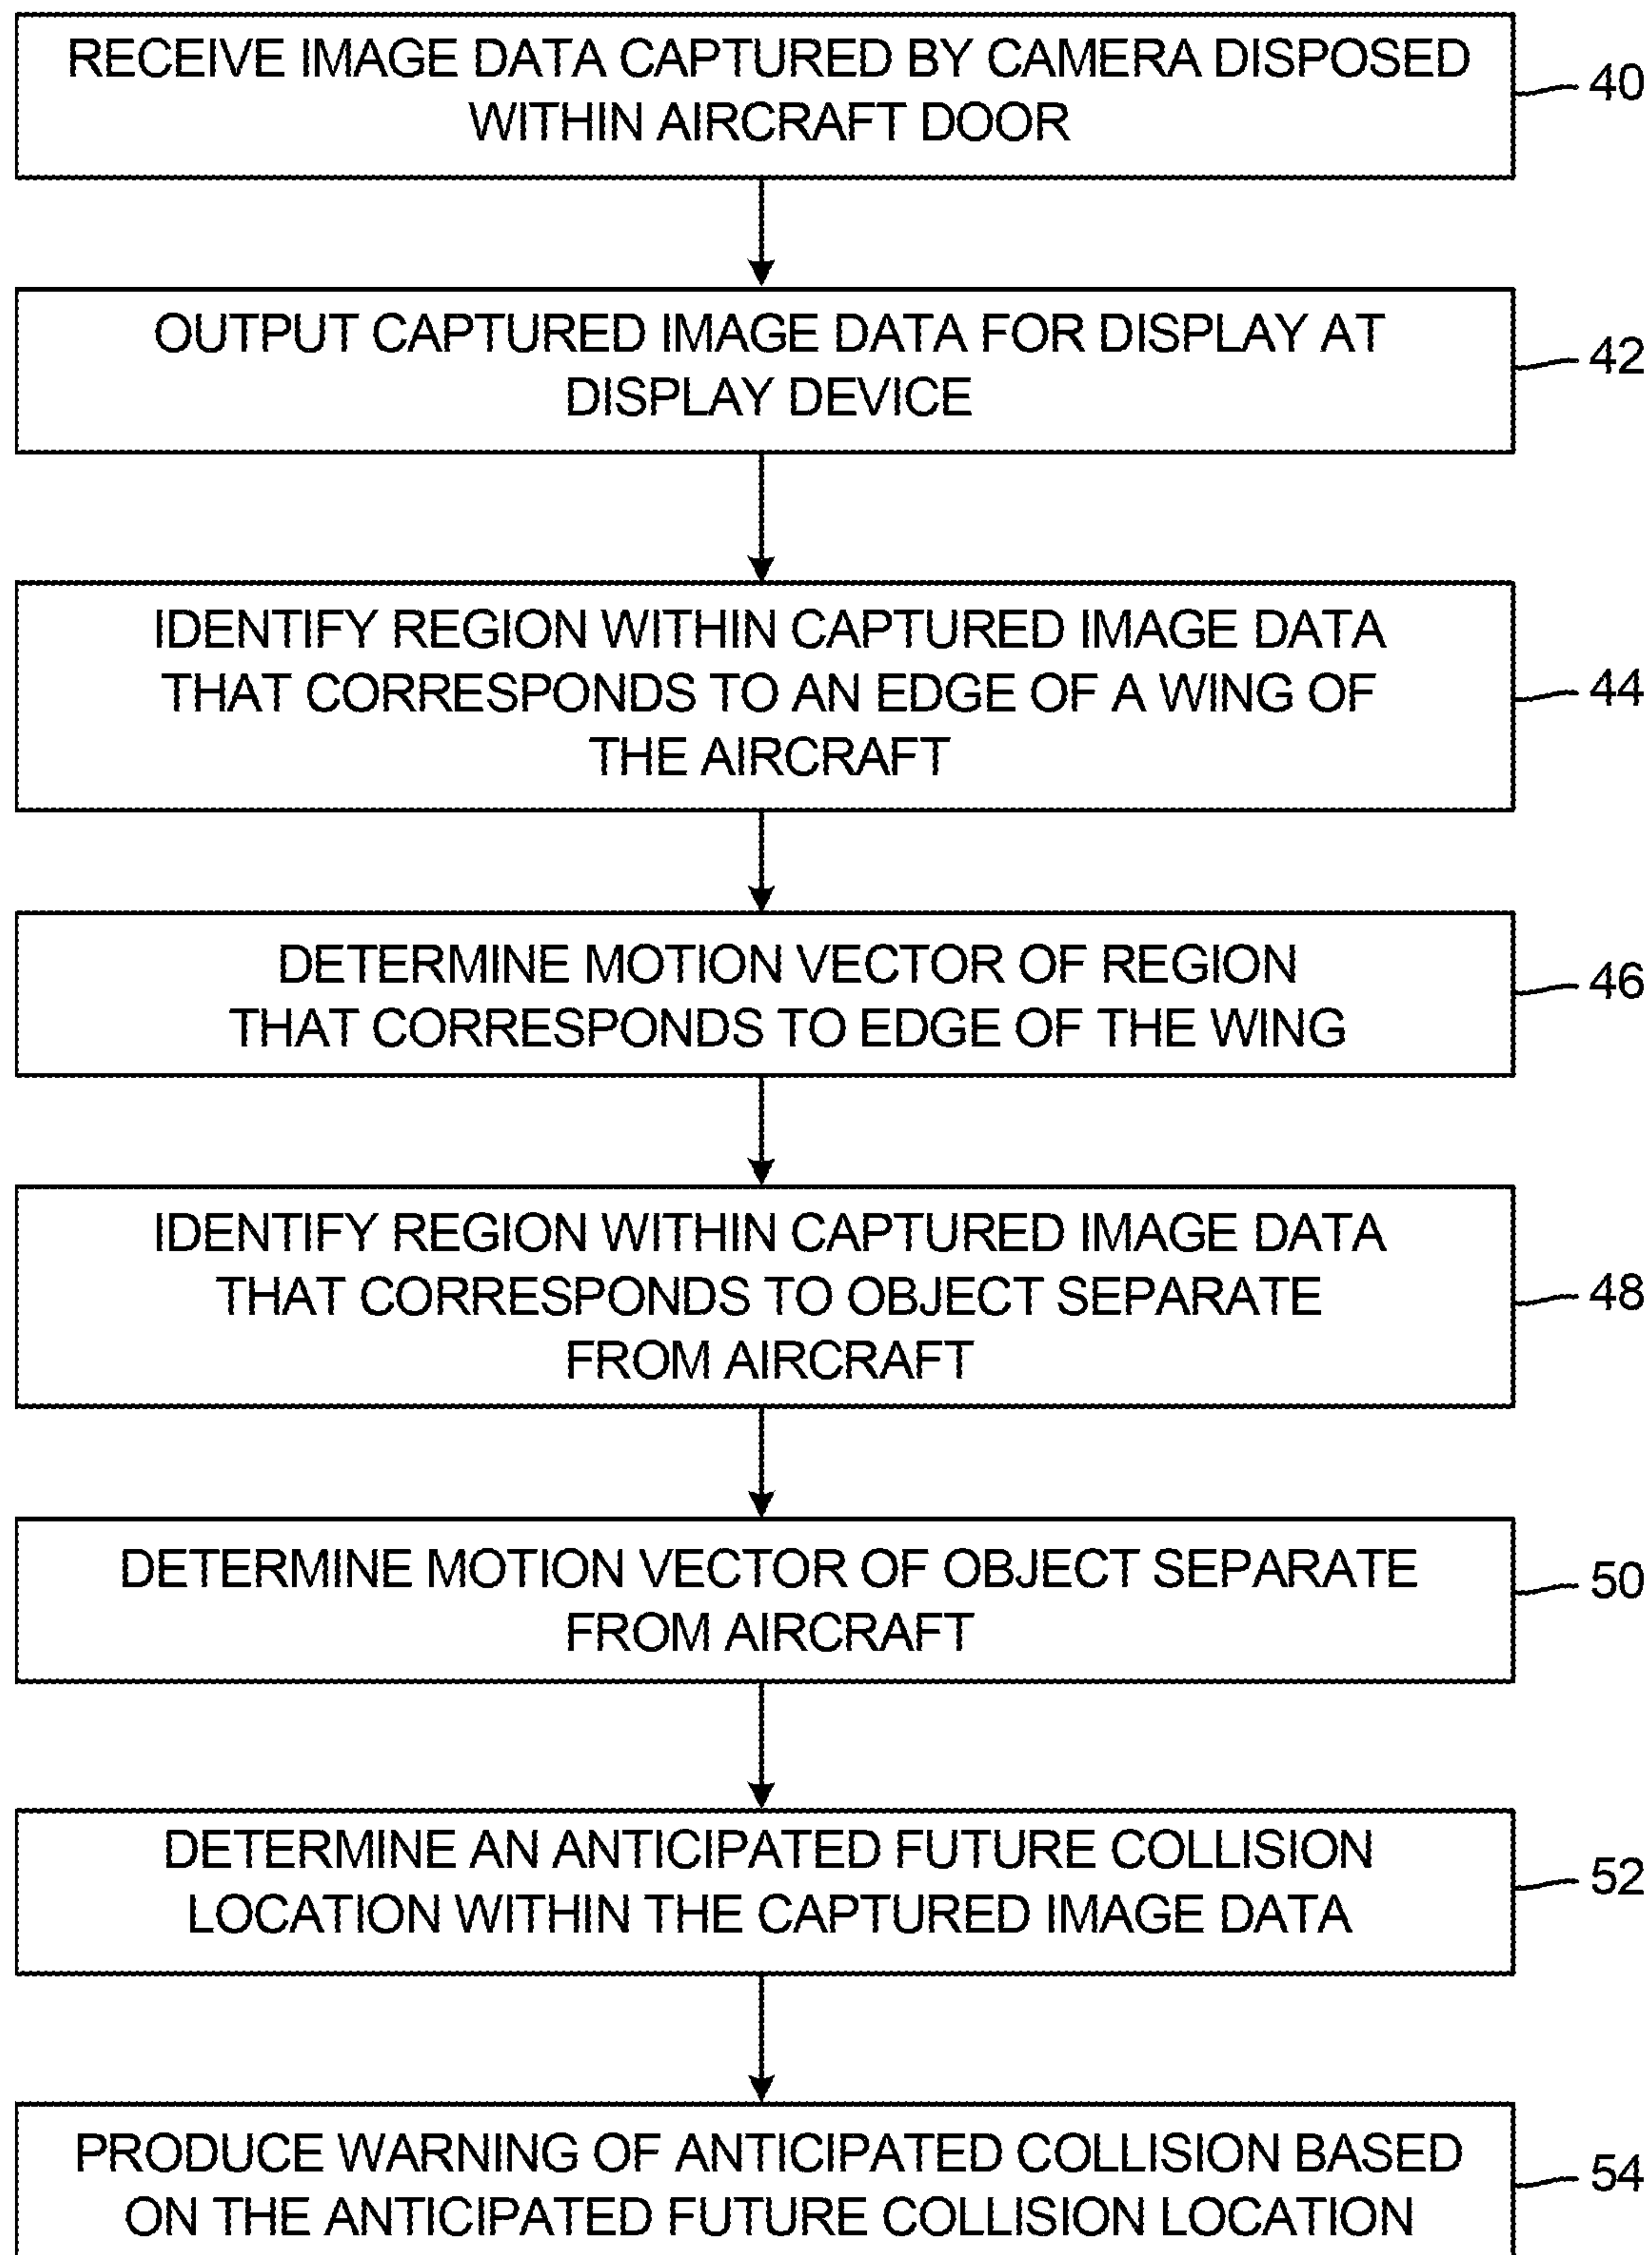 RECEIVE IMAGE DATA CAPTURED BY CAMERA DISPOSED
WITHIN AIRCRAFT DOOR
40
OUTPUT CAPTURED IMAGE DATA FOR DISPLAY AT
DISPLAY DEVICE
42
IDENTIFY REGION WITHIN CAPTURED IMAGE DATA
THAT CORRESPONDS TO AN EDGE OF A WING OF
THE AIRCRAFT
44
DETERMINE MOTION VECTOR OF REGION
THAT CORRESPONDS TO EDGE OF THE WING
46
IDENTIFY REGION WITHIN CAPTURED IMAGE DATA
THAT CORRESPONDS TO OBJECT SEPARATE
FROM AIRCRAFT
48
DETERMINE MOTION VECTOR OF OBJECT SEPARATE
FROM AIRCRAFT
50
DETERMINE AN ANTICIPATED FUTURE COLLISION
LOCATION WITHIN THE CAPTURED IMAGE DATA
52
PRODUCE WARNING OF ANTICIPATED COLLISION BASED
ON THE ANTICIPATED FUTURE COLLISION LOCATION
54